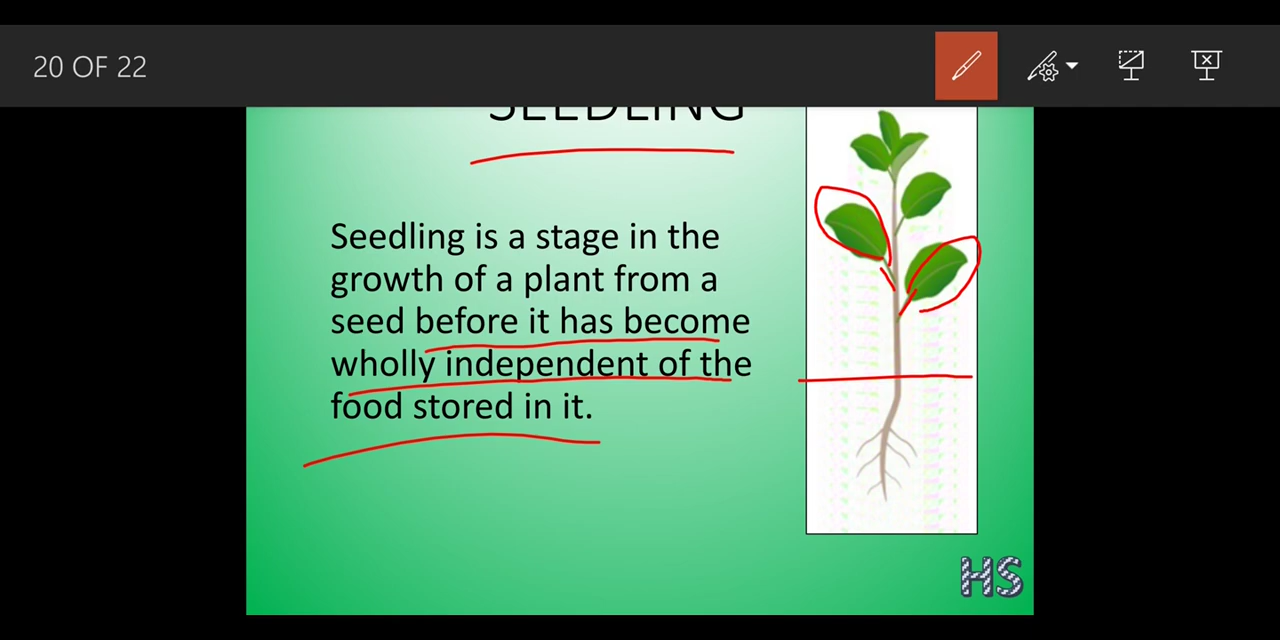 20 OF 22
SEEDLING
Seedling is a stage in the
growth of a plant from a
seed before it has become
wholly independent of the
food stored in it.
HS